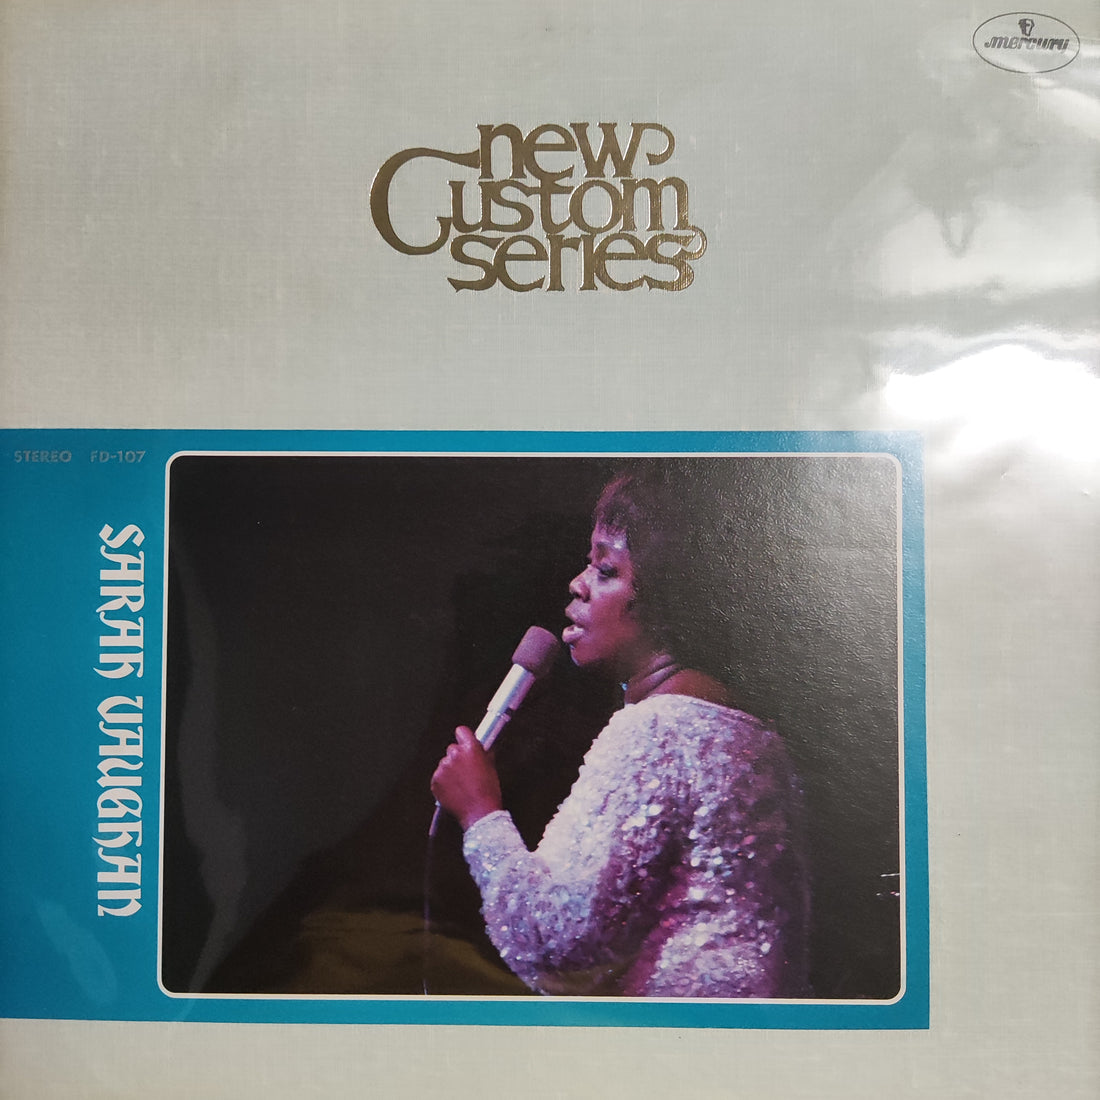 mercury
new
Custom
series
STEREO FD-107
SARAH VAUGHAN